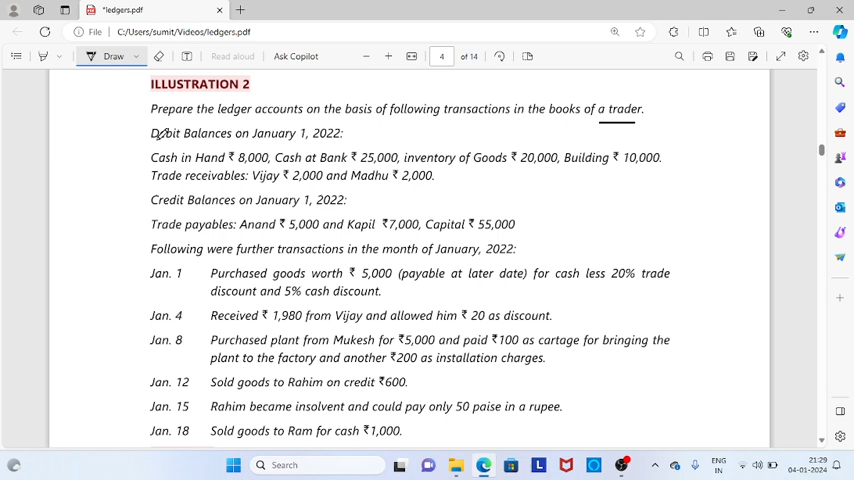 *ledgers.pdf
File
C:/Users/sumit/Videos/ledgers.pdf
Draw
Read aloud
Ask Copilot
4
of 14
ILLUSTRATION 2
Prepare the ledger accounts on the basis of following transactions in the books of a trader.
Debit Balances on January 1, 2022:
Cash in Hand ₹ 8,000, Cash at Bank ₹ 25,000, inventory of Goods ₹ 20,000, Building ₹ 10,000.
Trade receivables: Vijay ₹ 2,000 and Madhu ₹ 2,000.
Credit Balances on January 1, 2022:
Trade payables: Anand ₹ 5,000 and Kapil ₹7,000, Capital ₹ 55,000
Following were further transactions in the month of January, 2022:
Jan. 1 Purchased goods worth ₹ 5,000 (payable at later date) for cash less 20% trade
discount and 5% cash discount.
Jan. 4 Received ₹ 1,980 from Vijay and allowed him ₹ 20 as discount.
Jan. 8 Purchased plant from Mukesh for ₹5,000 and paid ₹100 as cartage for bringing the
plant to the factory and another ₹200 as installation charges.
Jan. 12 Sold goods to Rahim on credit ₹600.
Jan. 15 Rahim became insolvent and could pay only 50 paise in a rupee.
Jan. 18 Sold goods to Ram for cash ₹1,000.
Search
ENG
IN
21:29
04-01-2024